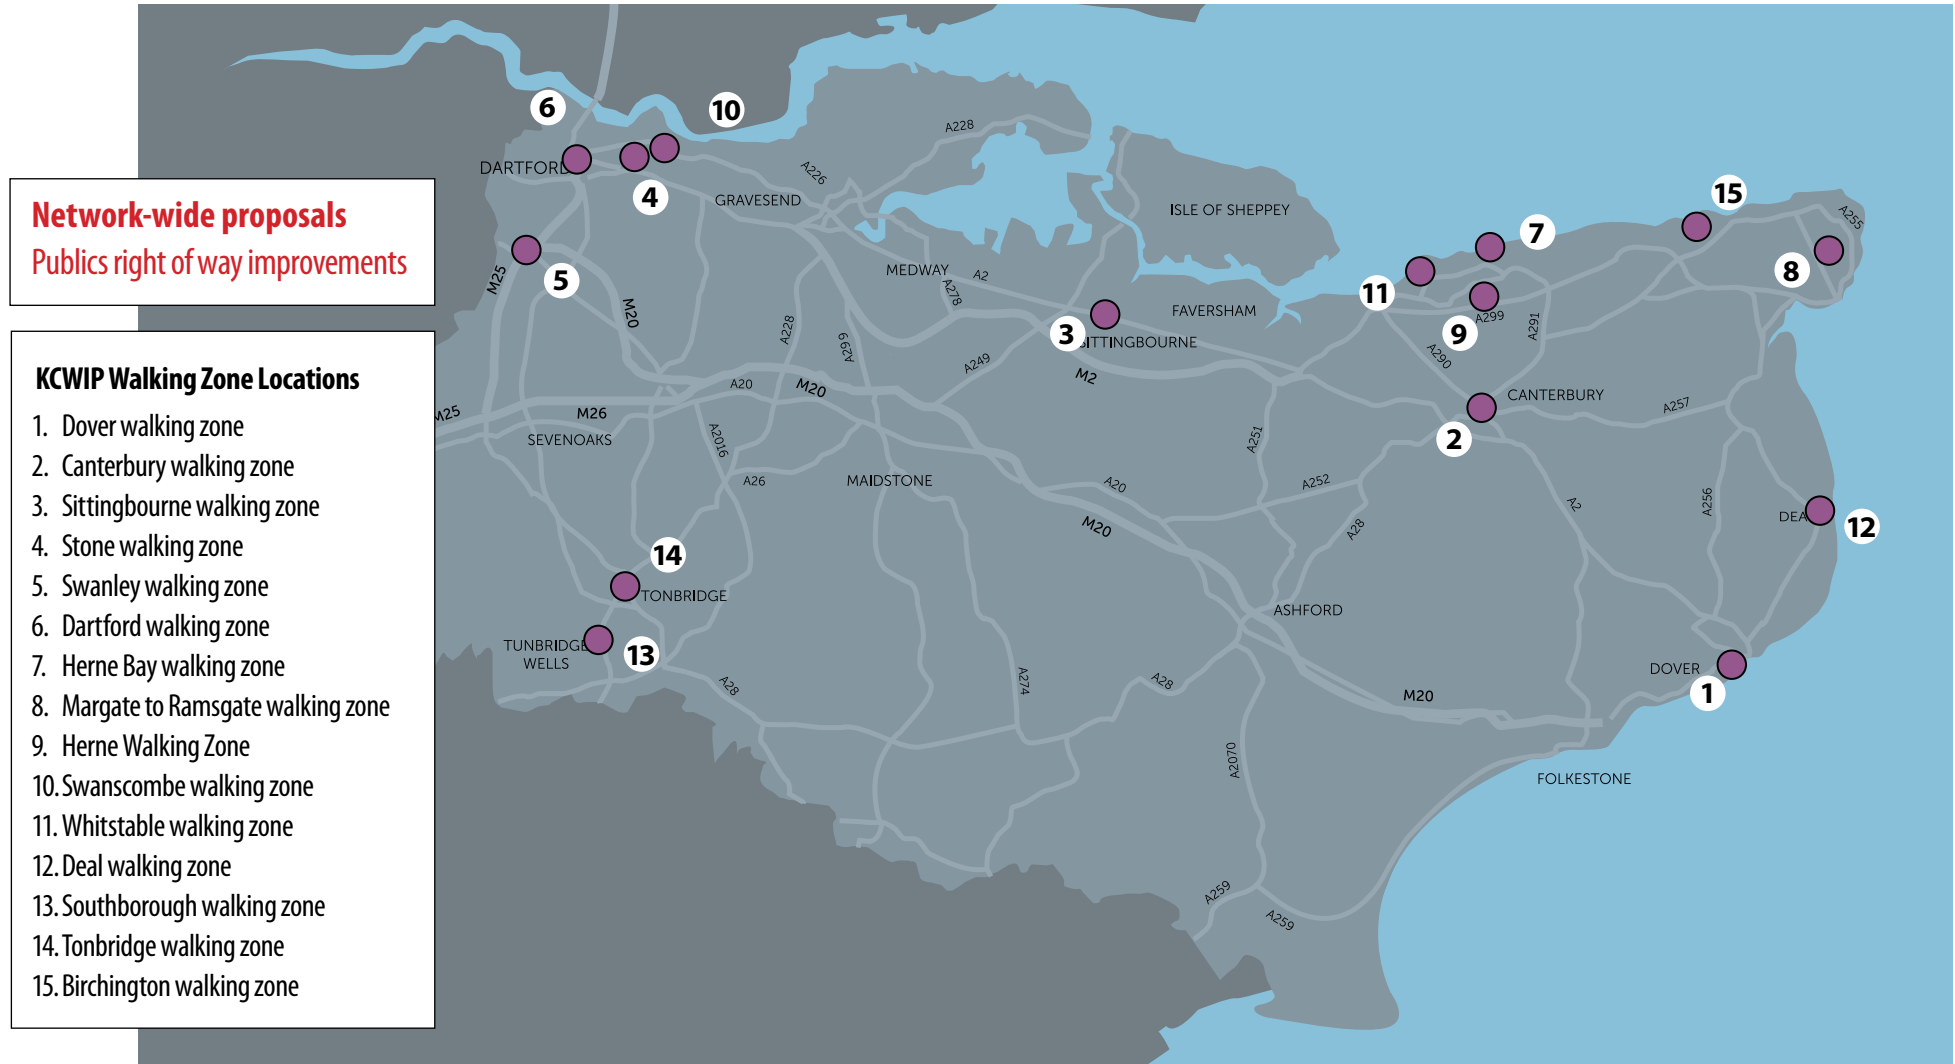 Network-wide proposals
Publics right of way improvements
KCWIP Walking Zone Locations
1. Dover walking zone
2. Canterbury walking zone
3. Sittingbourne walking zone
4. Stone walking zone
5. Swanley walking zone
6. Dartford walking zone
7. Herne Bay walking zone
8. Margate to Ramsgate walking zone
9. Herne Walking Zone
10. Swanscombe walking zone
11. Whitstable walking zone
12. Deal walking zone
13. Southborough walking zone
14. Tonbridge walking zone
15. Birchington walking zone
6
10
A228
DARTFORD
A226
4
GRAVESEND
ISLE OF SHEPPEY
15
A255
7
8
M25
5
MEDWAY
A2
A278
11
M20
A228
A299
3
FAVERSHAM
SITTINGBOURNE
9
A299
A291
A290
A249
M2
A20
M20
CANTERBURY
A257
M25
M26
SEVENOAKS
A2016
A251
2
A26
MAIDSTONE
A20
A252
A256
A2
M20
A28
DEA
12
14
TONBRIDGE
ASHFORD
TUNBRIDGE
WELLS
13
A28
A274
A28
DOVER
1
M20
A2070
FOLKESTONE
A259
A259